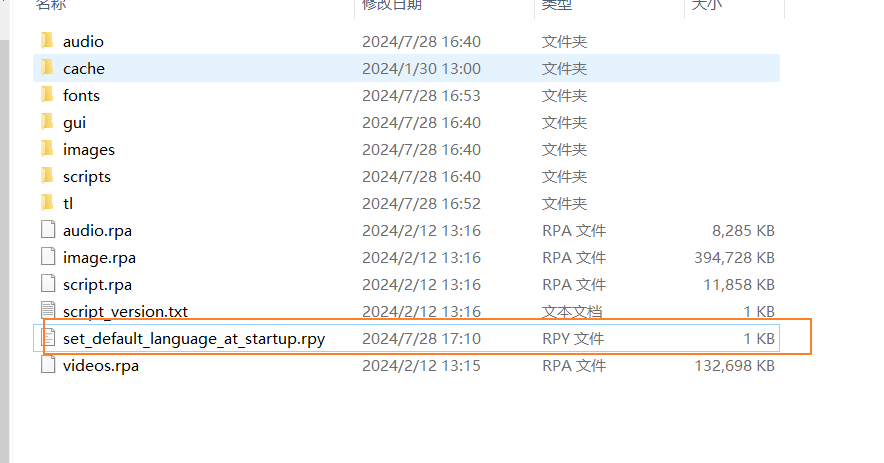 名称 修改日期 类型 大小
audio 2024/7/28 16:40 文件夹
cache 2024/1/30 13:00 文件夹
fonts 2024/7/28 16:53 文件夹
gui 2024/7/28 16:40 文件夹
images 2024/7/28 16:40 文件夹
scripts 2024/7/28 16:40 文件夹
tl 2024/7/28 16:52 文件夹
audio.rpa 2024/2/12 13:16 RPA 文件 8,285 KB
image.rpa 2024/2/12 13:16 RPA 文件 394,728 KB
script.rpa 2024/2/12 13:16 RPA 文件 11,858 KB
script_version.txt 2024/2/12 13:16 文本文档 1 KB
set_default_language_at_startup.rpy 2024/7/28 17:10 RPY 文件 1 KB
videos.rpa 2024/2/12 13:15 RPA 文件 132,698 KB